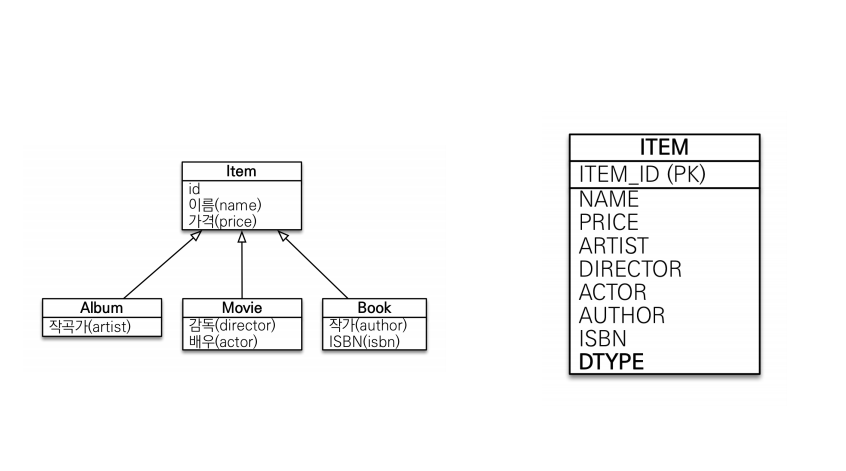 Item
id
이름(name)
가격(price)
Album
작곡가(artist)
Movie
감독(director)
배우(actor)
Book
작가(author)
ISBN(isbn)
ITEM
ITEM_ID (PK)
NAME
PRICE
ARTIST
DIRECTOR
ACTOR
AUTHOR
ISBN
DTYPE